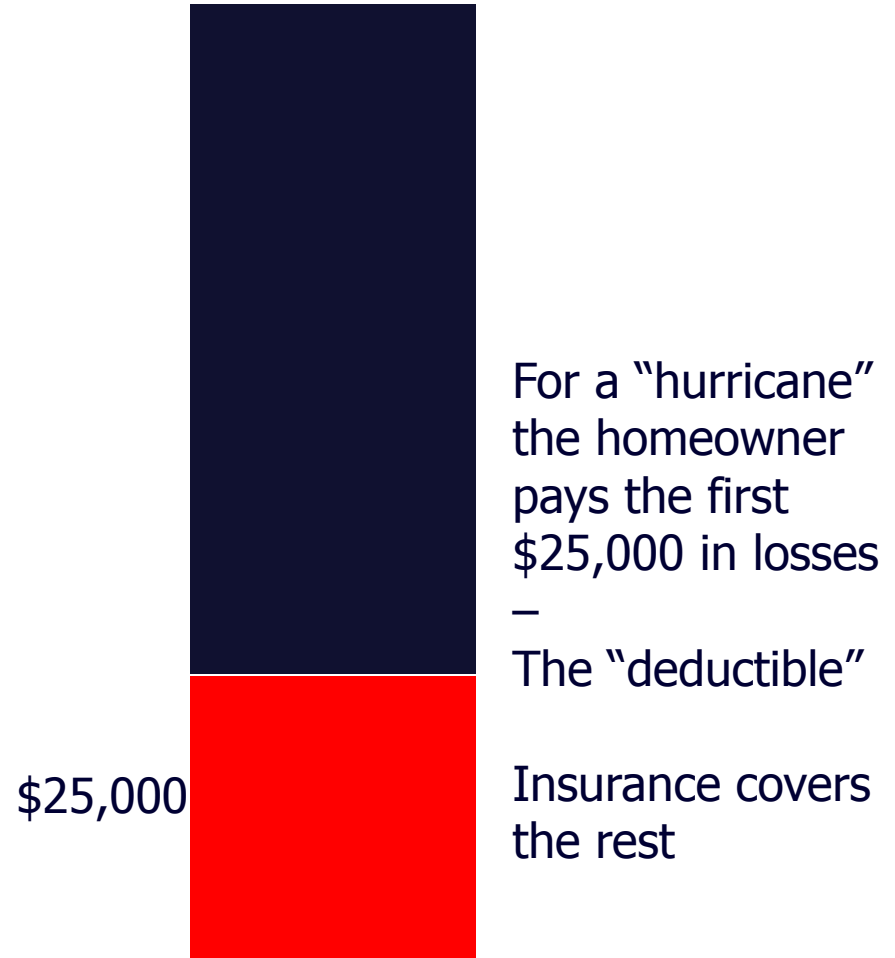 For a “hurricane”
the homeowner
pays the first
$25,000 in losses
–
The “deductible”
$25,000
Insurance covers
the rest